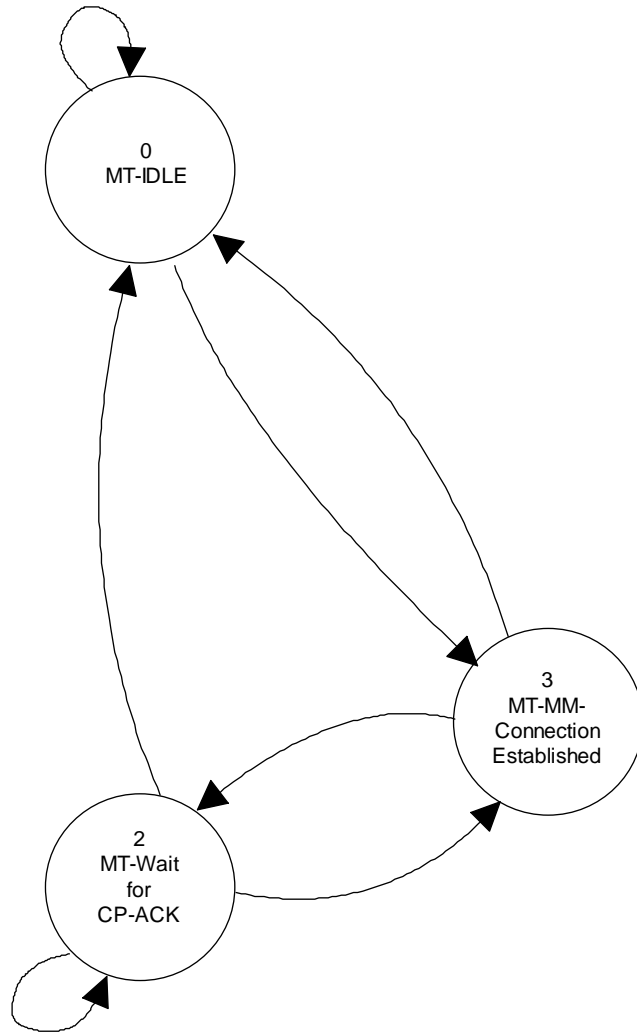 0
MT-IDLE
3
MT-MM-
Connection
Established
2
MT-Wait
for
CP-ACK